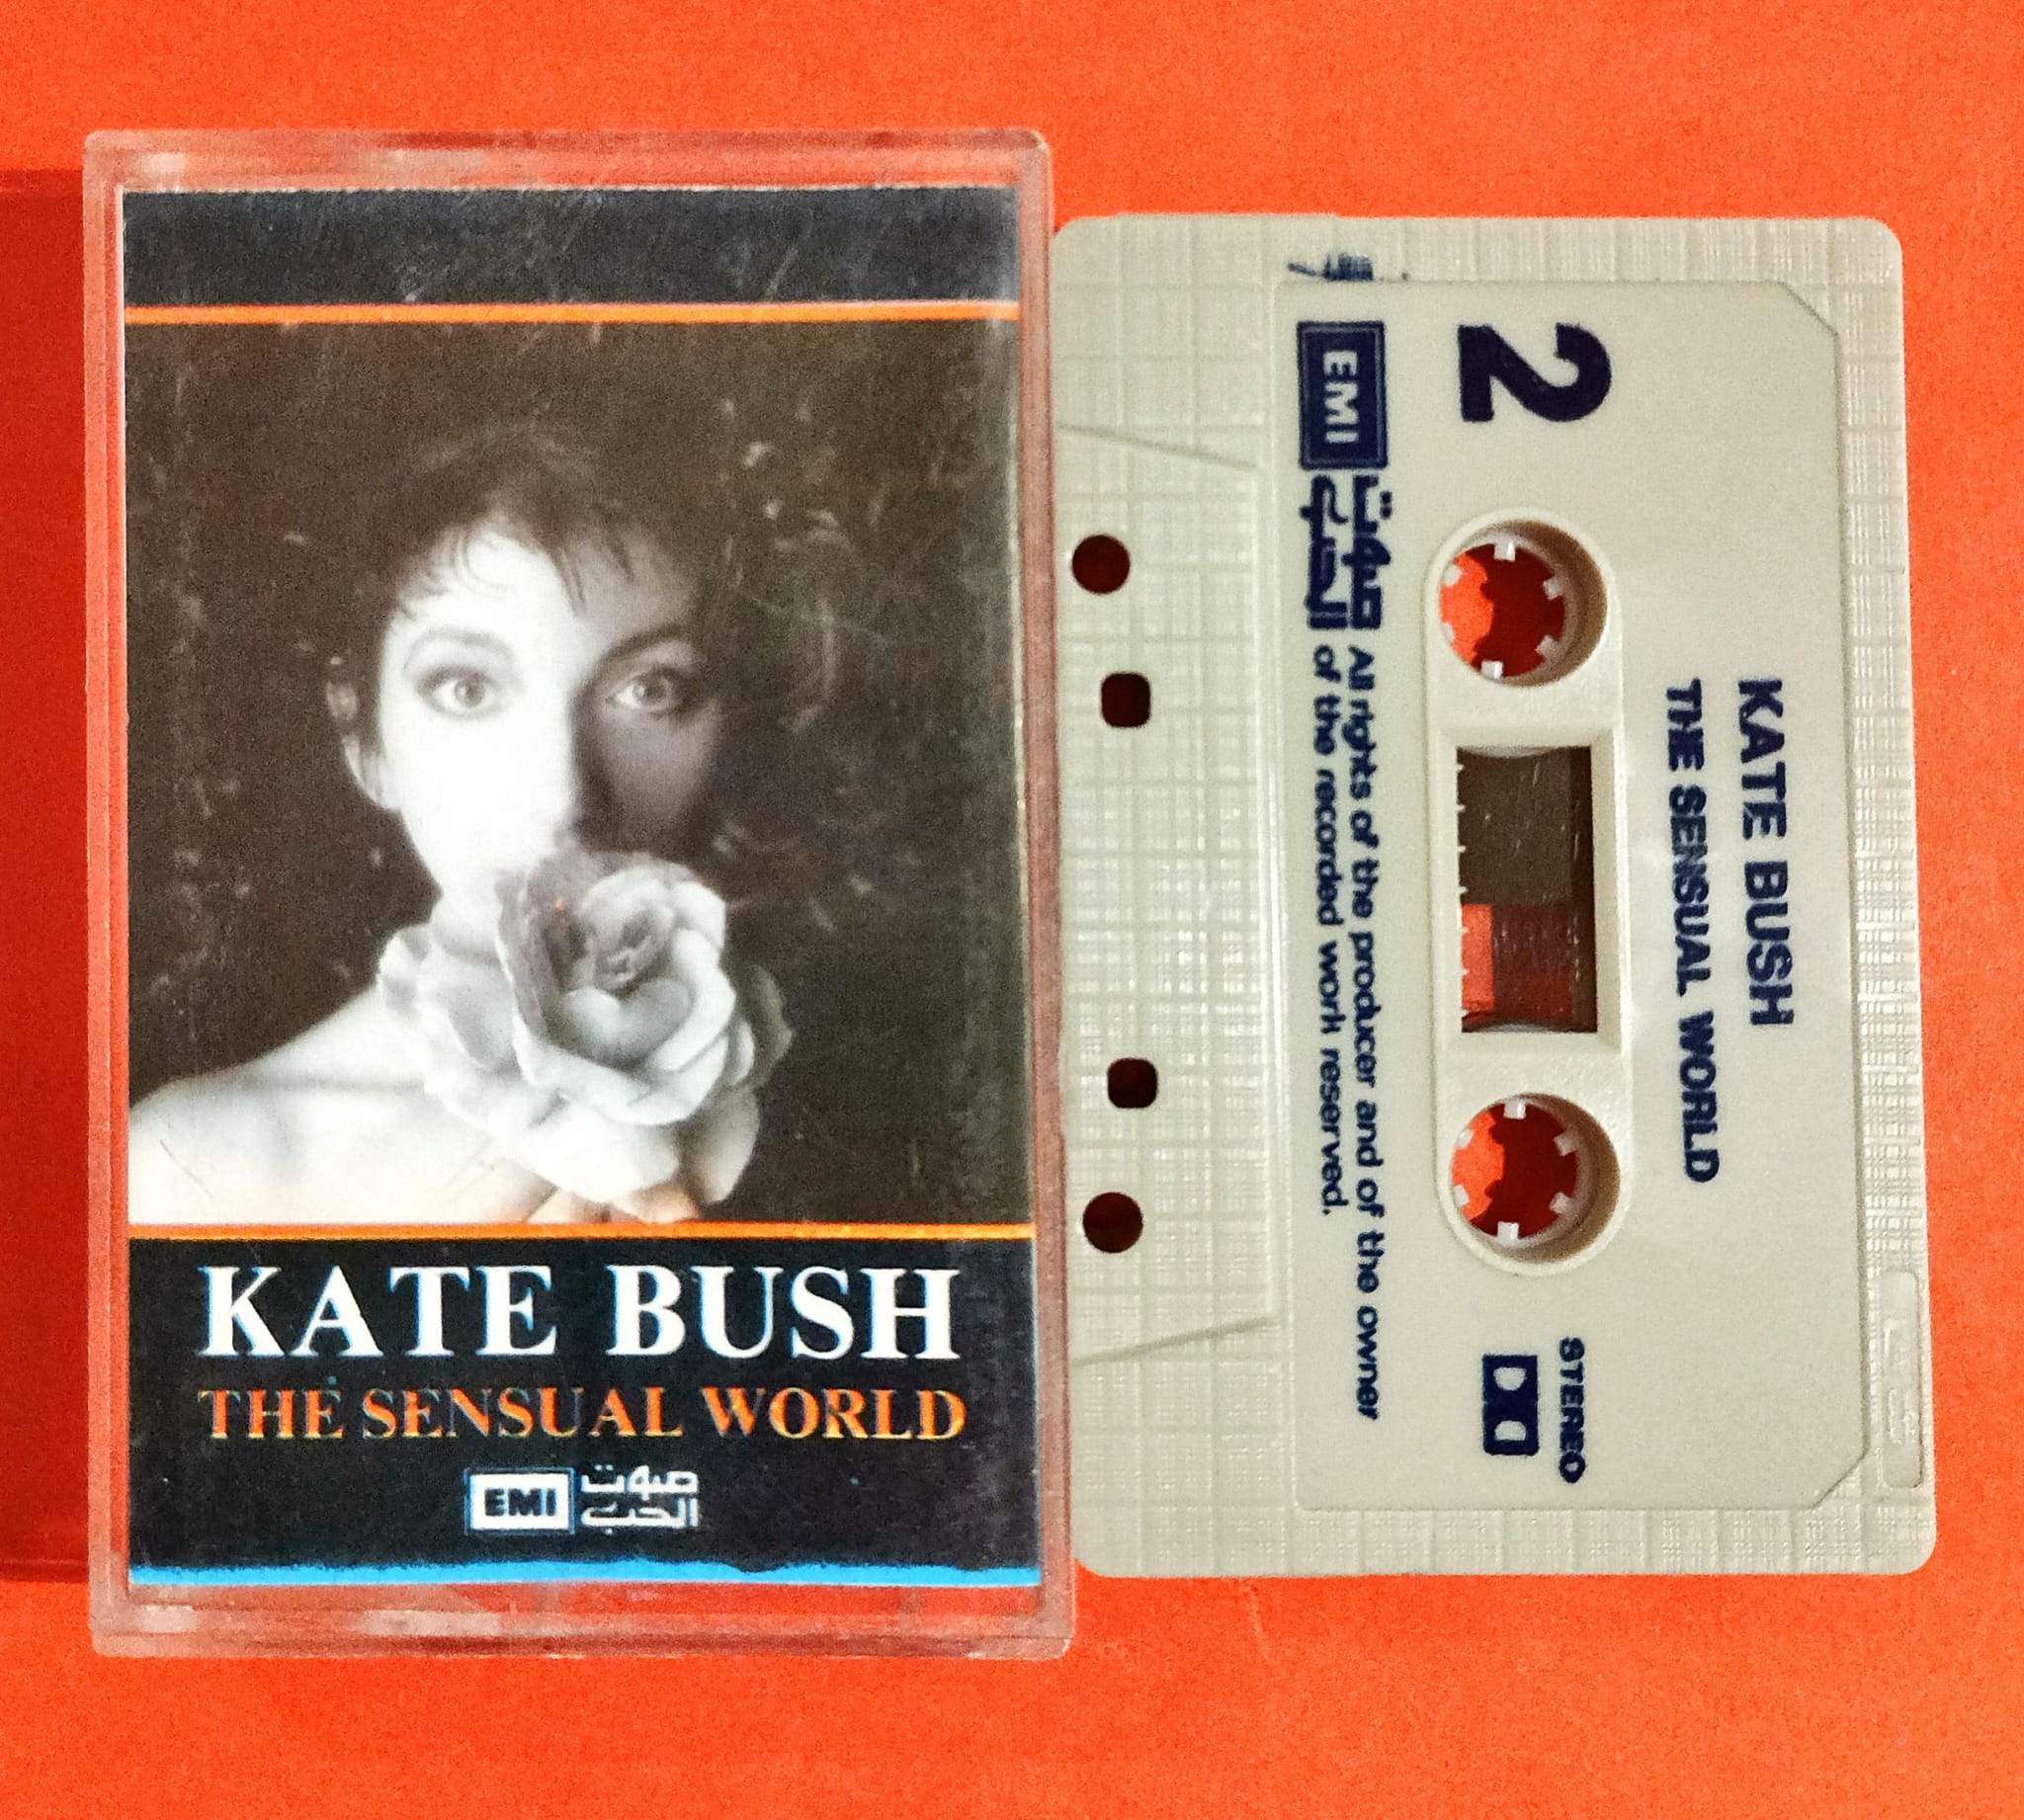 KATE BUSH
THE SENSUAL WORLD
EMI صوت
الحب
KATE BUSH
THE SENSUAL WORLD
2
STEREO
EMI صوت
الحب
All rights of the producer and of the owner
of the recorded work reserved.